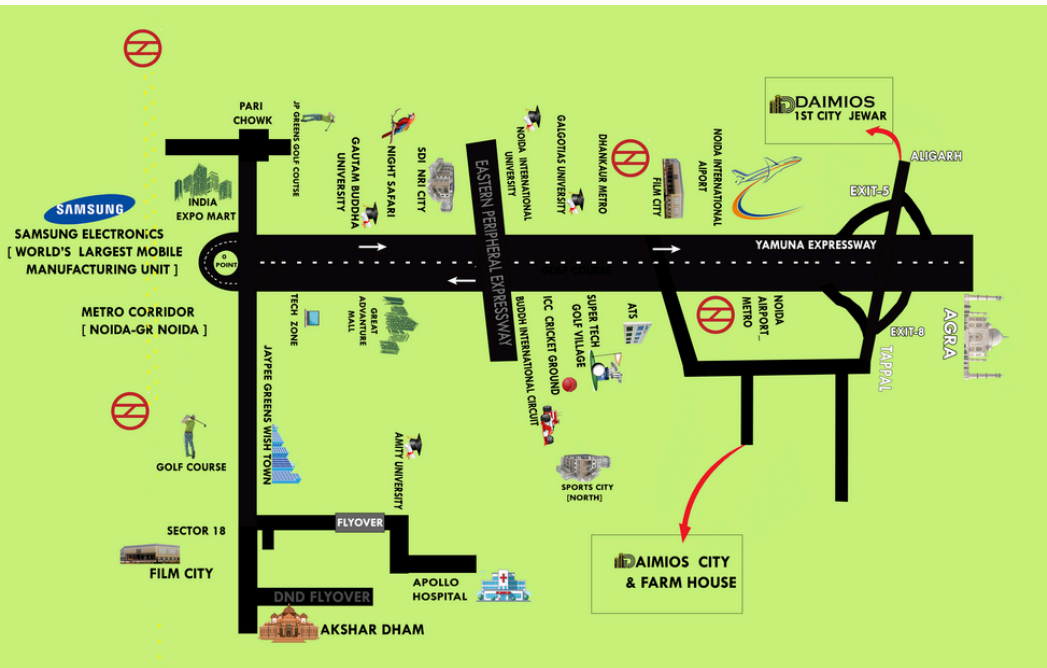 PARI
CHOWK
JP GREENS GOLF COUTSE
GAUTAM BUDDHA
UNIVERSITY
NIGHT SAFARI
SDI NRI CITY
EASTERN PERIPHERAL EXPRESSWAY
NOIDA INTERNATIONAL
UNIVERSITY
GALGOTIAS UNIVERSITY
DHANKAUR METRO
FILM CITY
NOIDA INTERNATIONAL
AIPORT
DAIMIOS
1ST CITY JEWAR
ALIGARH
EXIT-5
INDIA
EXPO MART
SAMSUNG
SAMSUNG ELECTRONICS
[ WORLD'S LARGEST MOBILE
MANUFACTURING UNIT ]
0
POINT
YAMUNA EXPRESSWAY
GOLF COURSE
METRO CORRIDOR
[ NOIDA-GR NOIDA ]
TECH ZONE
GREAT
ADVANTURE
MALL
BUDDH INTERNATIONAL CIRCUIT
ICC CRICKET GROUND
SUPER TECH
GOLF VILLAGE
ATS
NOIDA
AIRPORT_
METRO
EXIT-8
TAPPAL
AGRA
JAYPEE GREENS WISH TOWN
GOLF COURSE
AMITY UNIVERSITY
SPORTS CITY
[NORTH]
SECTOR 18
FLYOVER
FILM CITY
APOLLO
HOSPITAL
DND FLYOVER
AKSHAR DHAM
DAIMIOS CITY
& FARM HOUSE